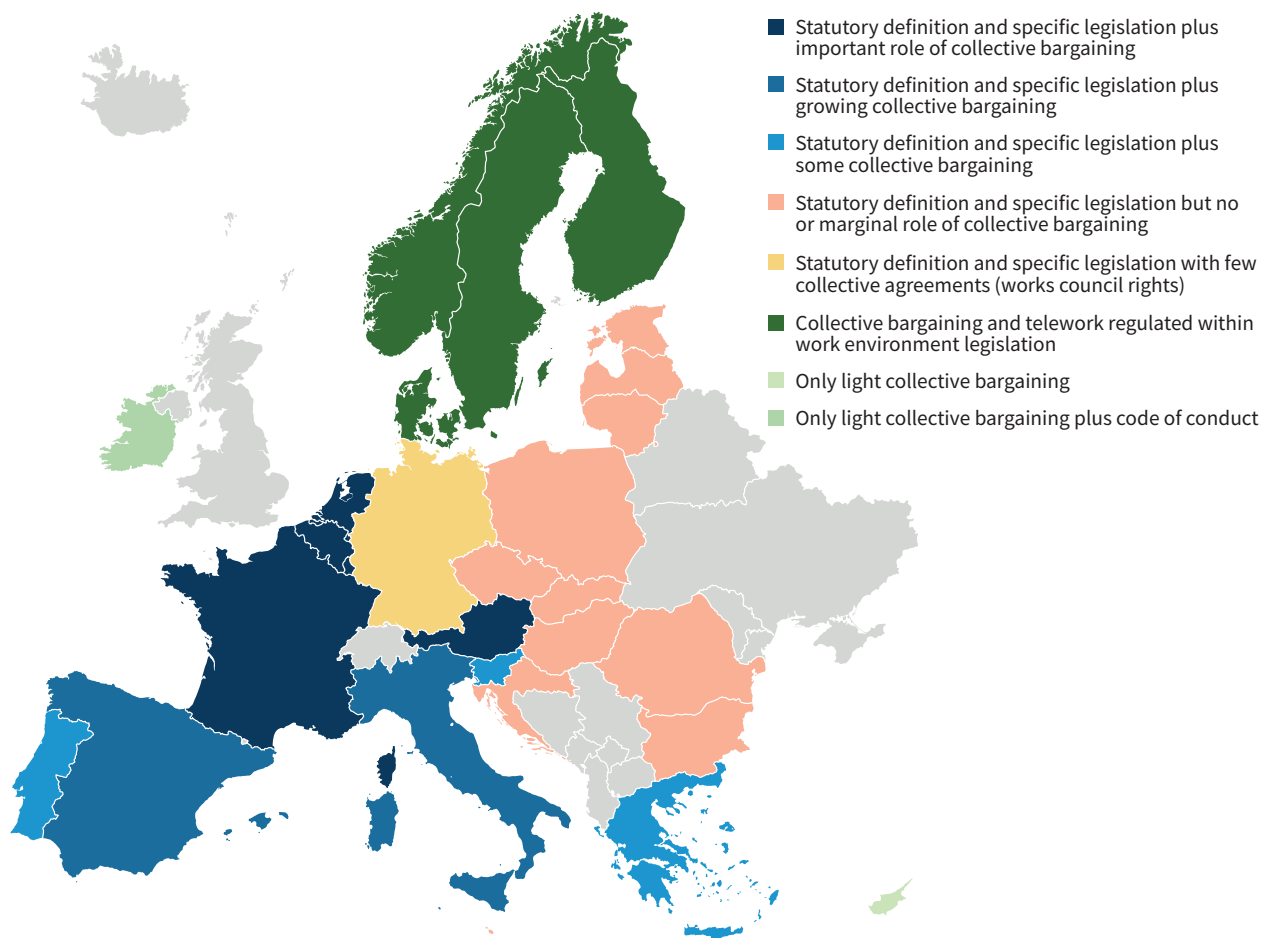 Statutory definition and specific legislation plus
important role of collective bargaining
Statutory definition and specific legislation plus
growing collective bargaining
Statutory definition and specific legislation plus
some collective bargaining
Statutory definition and specific legislation but no
or marginal role of collective bargaining
Statutory definition and specific legislation with few
collective agreements (works council rights)
Collective bargaining and telework regulated within
work environment legislation
Only light collective bargaining
Only light collective bargaining plus code of conduct